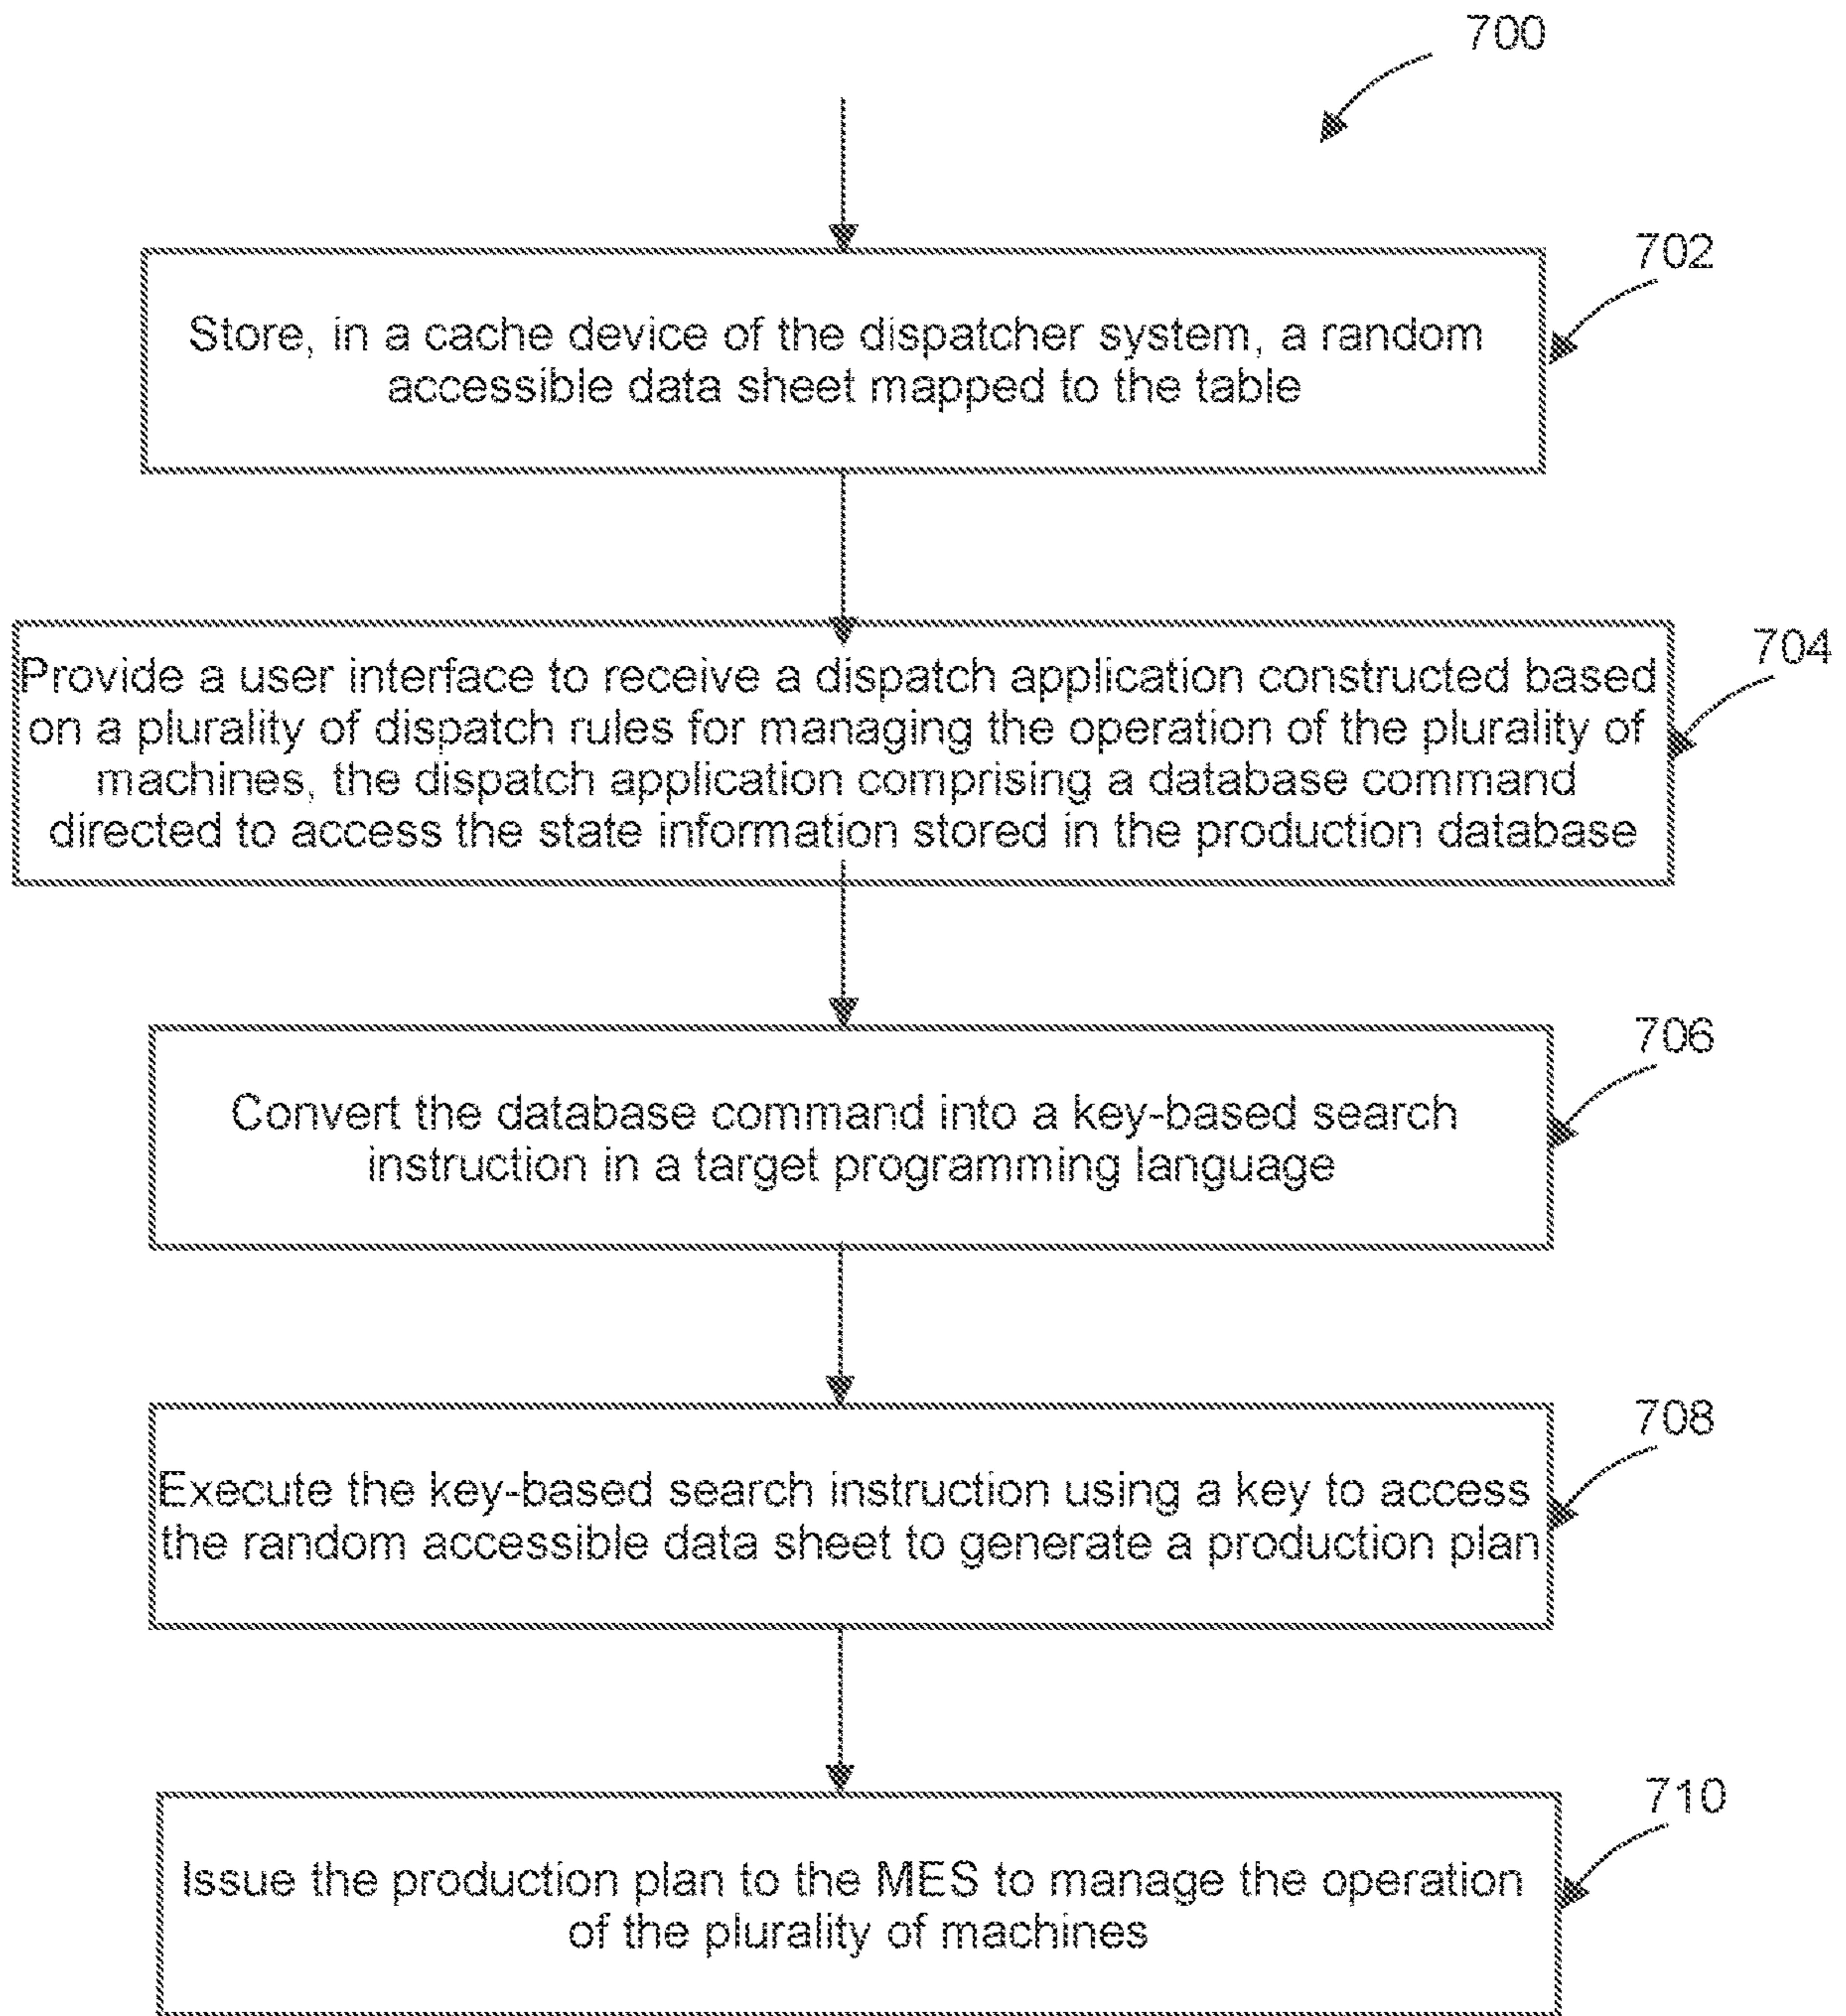 700
702
Store, in a cache device of the dispatcher system, a random
accessible data sheet mapped to the table
704
Provide a user interface to receive a dispatch application constructed based
on a plurality of dispatch rules for managing the operation of the plurality of
machines, the dispatch application comprising a database command
directed to access the state information stored in the production database
706
Convert the database command into a key-based search
instruction in a target programming language
708
Execute the key-based search instruction using a key to access
the random accessible data sheet to generate a production plan
710
Issue the production plan to the MES to manage the operation
of the plurality of machines